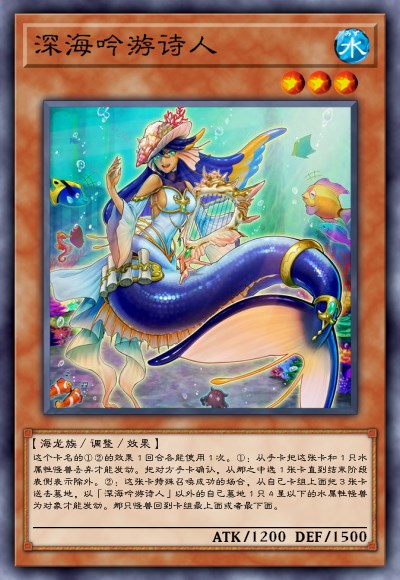 深海吟游诗人
水
【海龙族/调整/效果】
这个卡名的①②的效果1回合各能使用1次。①：从手卡把这张卡和1只水
属性怪兽丢弃才能发动。把对方手卡确认，从那之中选1张卡直到结束阶段
表侧表示除外。②：这张卡特殊召唤成功的场合，从自己卡组上面把3张卡
送去墓地，以「深海吟游诗人」以外的自己墓地1只4星以下的水属性怪兽
为对象才能发动。那只怪兽回到卡组最上面或者最下面。
ATK/1200 DEF/1500